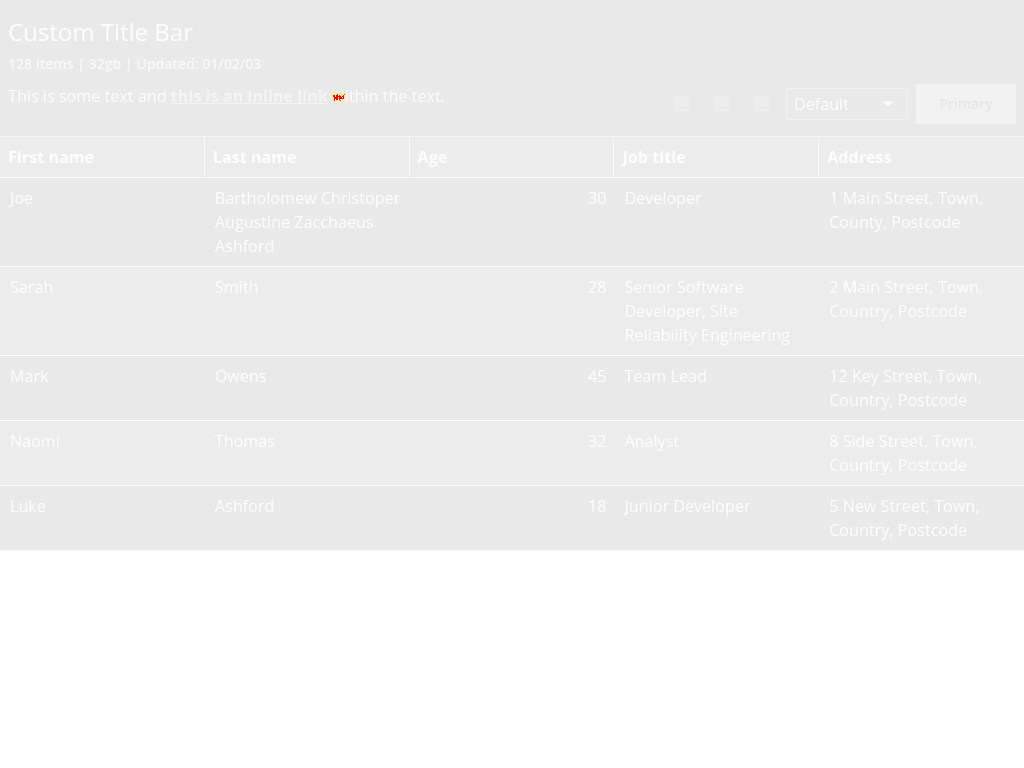 Custom Title Bar
128 items | 32gb | Updated: 01/02/03
This is some text and this is an inline link within the text.
Default
Primary
First name Last name Age Job title Address
Joe Bartholomew Christoper 30 Developer 1 Main Street, Town,
Augustine Zacchaeus County, Postcode
Ashford
Sarah Smith 28 Senior Software 2 Main Street, Town,
Developer, Site Country, Postcode
Reliability Engineering
Mark Owens 45 Team Lead 12 Key Street, Town,
Country, Postcode
Naomi Thomas 32 Analyst 8 Side Street, Town,
Country, Postcode
Luke Ashford 18 Junior Developer 5 New Street, Town,
Country, Postcode